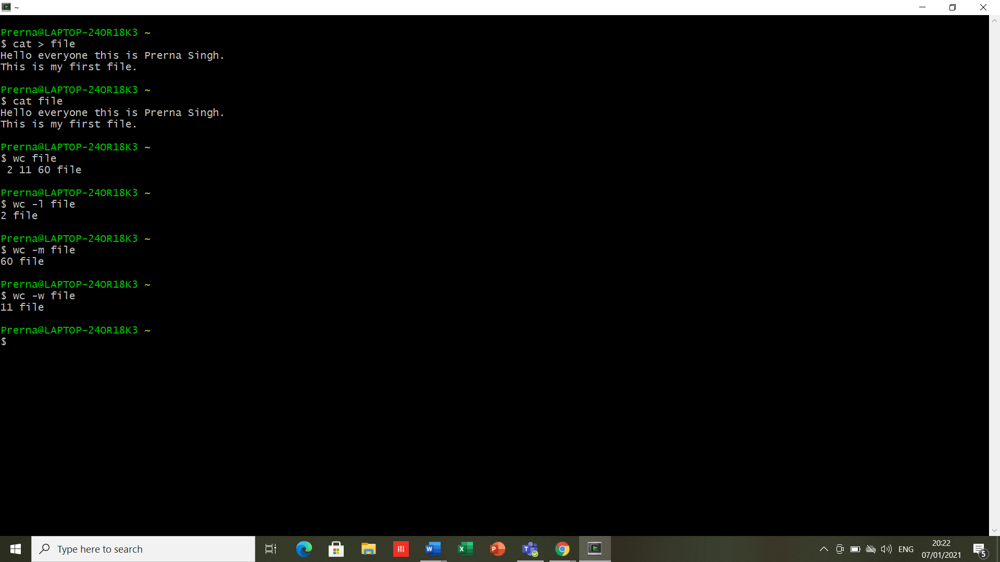 ~
Prerna@LAPTOP-24OR18K3 ~
$ cat > file
Hello everyone this is Prerna Singh.
This is my first file.
Prerna@LAPTOP-24OR18K3 ~
$ cat file
Hello everyone this is Prerna Singh.
This is my first file.
Prerna@LAPTOP-24OR18K3 ~
$ wc file
 2 11 60 file
Prerna@LAPTOP-24OR18K3 ~
$ wc -l file
2 file
Prerna@LAPTOP-24OR18K3 ~
$ wc -m file
60 file
Prerna@LAPTOP-24OR18K3 ~
$ wc -w file
11 file
Prerna@LAPTOP-24OR18K3 ~
$
Type here to search
ENG
20:22
07/01/2021
5